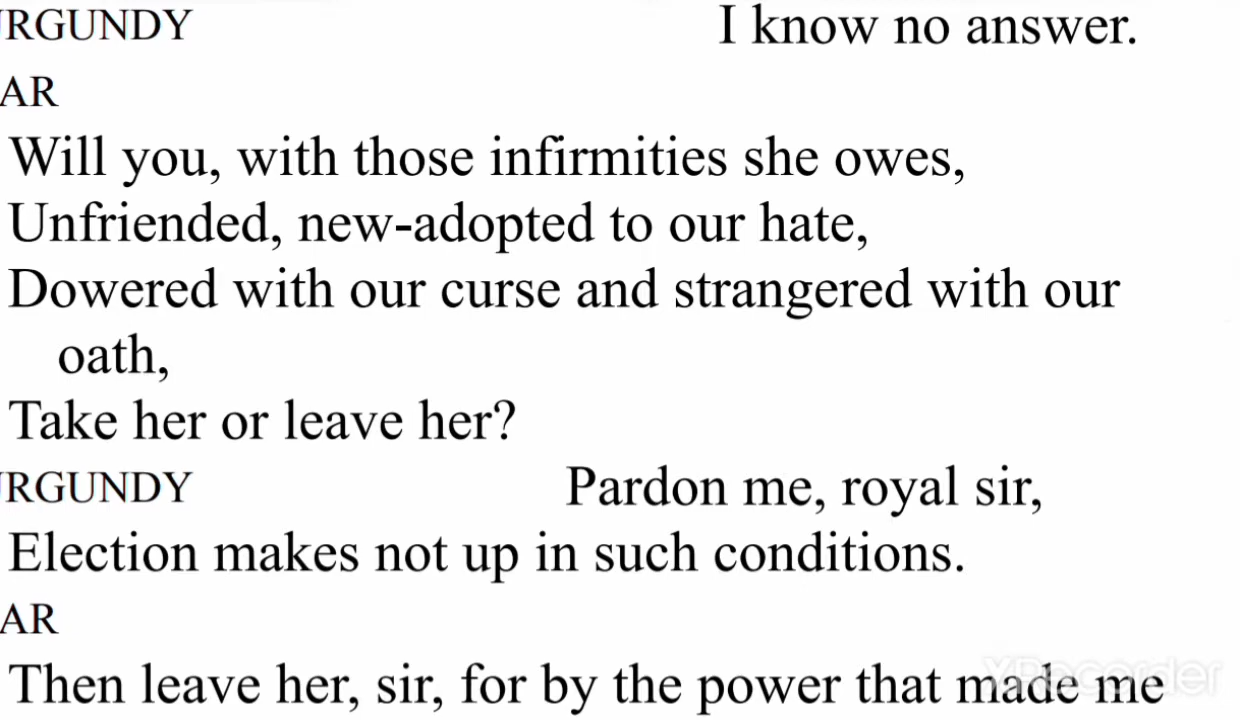 RGUNDY I know no answer.
AR
Will you, with those infirmities she owes,
Unfriended, new-adopted to our hate,
Dowered with our curse and strangered with our
oath,
Take her or leave her?
RGUNDY Pardon me, royal sir,
Election makes not up in such conditions.
AR
Then leave her, sir, for by the power that made me
XRecorder